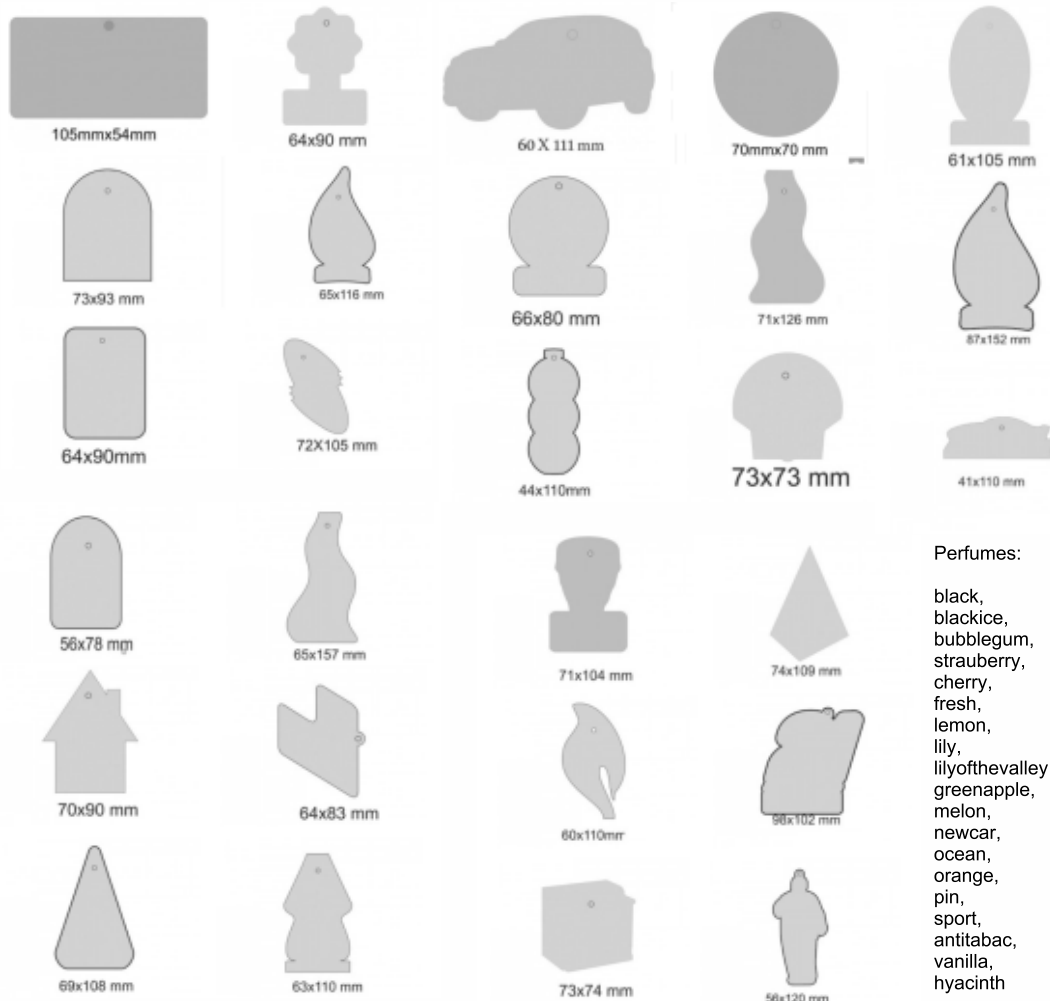 105mmx54mm
64x90 mm
60 X 111 mm
70mmx70 mm
61x105 mm
73x93 mm
65x116 mm
66x80 mm
71x126 mm
87x152 mm
64x90mm
72X105 mm
44x110mm
73x73 mm
41x110 mm
56x78 mm
65x157 mm
71x104 mm
74x109 mm
70x90 mm
64x83 mm
60x110mm
98x102 mm
69x108 mm
63x110 mm
73x74 mm
56x120 mm
Perfumes:
black,
blackice,
bubblegum,
strauberry,
cherry,
fresh,
lemon,
lily,
lilyofthevalley
greenapple,
melon,
newcar,
ocean,
orange,
pin,
sport,
antitabac,
vanilla,
hyacinth